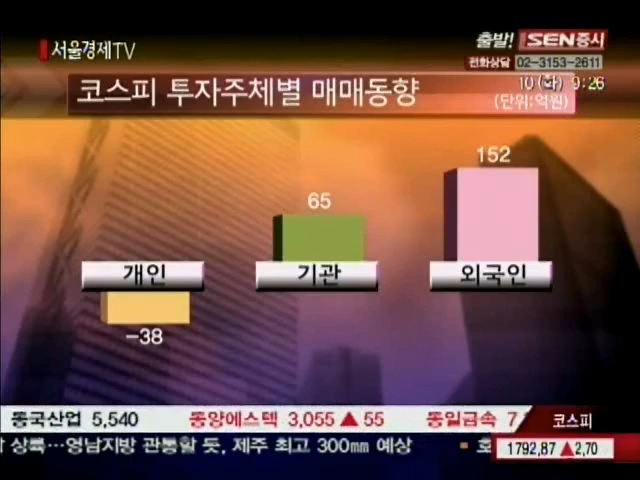 서울경제TV
출발! SEN증시
전화상담 02-3153-2611
10(화) 9:26
코스피 투자주체별 매매동향
(단위:억원)
152
65
개인 기관 외국인
-38
동국산업 5,540 동양에스텍 3,055 ▲ 55 동일금속
코스피
상륙…영남지방 관통할 듯, 제주 최고 300㎜ 예상
1792,87 ▲2,70